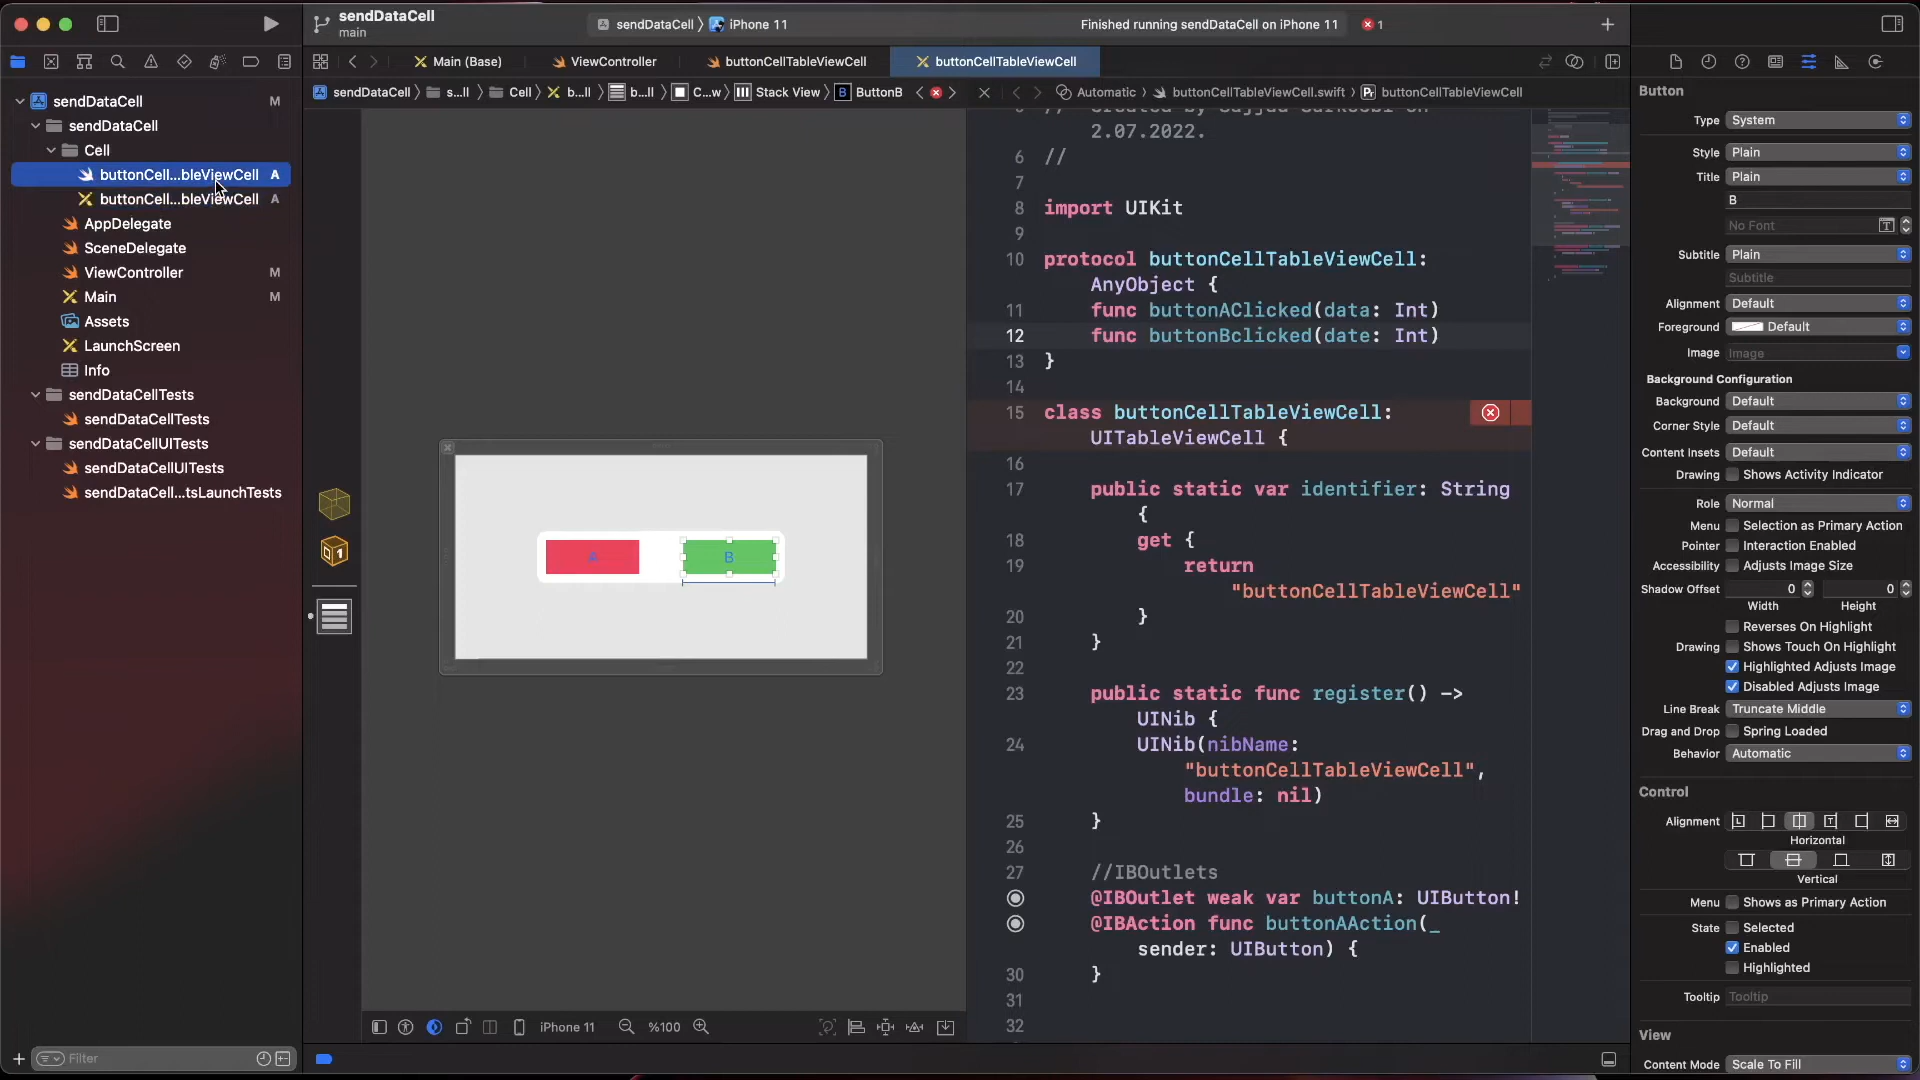 sendDataCell
main
sendDataCell
iPhone 11
Finished running sendDataCell on iPhone 11
1
Main (Base)
ViewController
buttonCellTableViewCell
buttonCellTableViewCell
sendDataCell
s...ll
Cell
b...ll
b...ll
C...w
Stack View
B ButtonB
Automatic
buttonCellTableViewCell.swift
Pr buttonCellTableViewCell
sendDataCell M
sendDataCell
Cell
buttonCell...bleViewCell A
buttonCell...bleViewCell A
AppDelegate
SceneDelegate
ViewController M
Main M
Assets
LaunchScreen
Info
sendDataCellTests
sendDataCellTests
sendDataCellUITests
sendDataCellUITests
sendDataCell...tsLaunchTests
Filter
1
A
B
iPhone 11
%100
2.07.2022.
6 //
7
8 import UIKit
9
10 protocol buttonCellTableViewCell:
AnyObject {
11 func buttonAClicked(data: Int)
12 func buttonBclicked(date: Int)
13 }
14
15 class buttonCellTableViewCell:
UITableViewCell {
16
17 public static var identifier: String
{
18 get {
19 return
"buttonCellTableViewCell"
20 }
21 }
22
23 public static func register() ->
UINib {
24 UINib(nibName:
"buttonCellTableViewCell",
bundle: nil)
25 }
26
27 //IBOutlets
@IBOutlet weak var buttonA: UIButton!
@IBAction func buttonAAction(_
sender: UIButton) {
30 }
31
32
Button
Type System
Style Plain
Title Plain
B
No Font
Subtitle Plain
Subtitle
Alignment Default
Foreground Default
Image Image
Background Configuration
Background Default
Corner Style Default
Content Insets Default
Drawing Shows Activity Indicator
Role Normal
Menu Selection as Primary Action
Pointer Interaction Enabled
Accessibility Adjusts Image Size
Shadow Offset 0 0
Width Height
Reverses On Highlight
Drawing Shows Touch On Highlight
Highlighted Adjusts Image
Disabled Adjusts Image
Line Break Truncate Middle
Drag and Drop Spring Loaded
Behavior Automatic
Control
Alignment
Horizontal
Vertical
Menu Shows as Primary Action
State Selected
Enabled
Highlighted
Tooltip Tooltip
View
Content Mode Scale To Fill